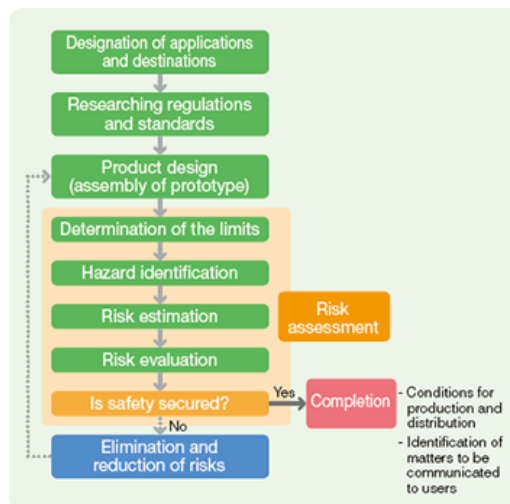 Designation of applications
and destinations
Researching regulations
and standards
Product design
(assembly of prototype)
Determination of the limits
Hazard identification
Risk estimation
Risk
assessment
Risk evaluation
Is safety secured?
Yes
Completion
- Conditions for
production and
distribution
- Identification of
matters to be
communicated
to users
No
Elimination and
reduction of risks